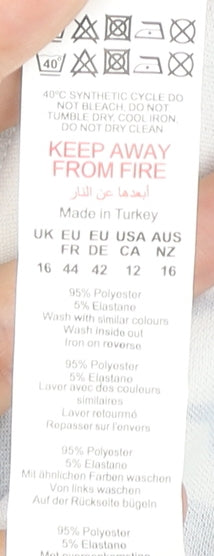 40°
40°C SYNTHETIC CYCLE DO
NOT BLEACH, DO NOT
TUMBLE DRY, COOL IRON,
DO NOT DRY CLEAN
KEEP AWAY
FROM FIRE
أبعدها عن النار
Made in Turkey
UK EU EU USA AUS
FR DE CA NZ
16 44 42 12 16
95% Polyester
5% Elastane
Wash with similar colours
Wash inside out
Iron on reverse
95% Polyester
5% Elastane
Laver avec des couleurs
similaires
Laver retourné
Repasser sur l'envers
95% Polyester
5% Elastane
Mit ähnlichen Farben waschen
Von links waschen
Auf der Rückseite bügeln
95% Polyester
5% Elastane